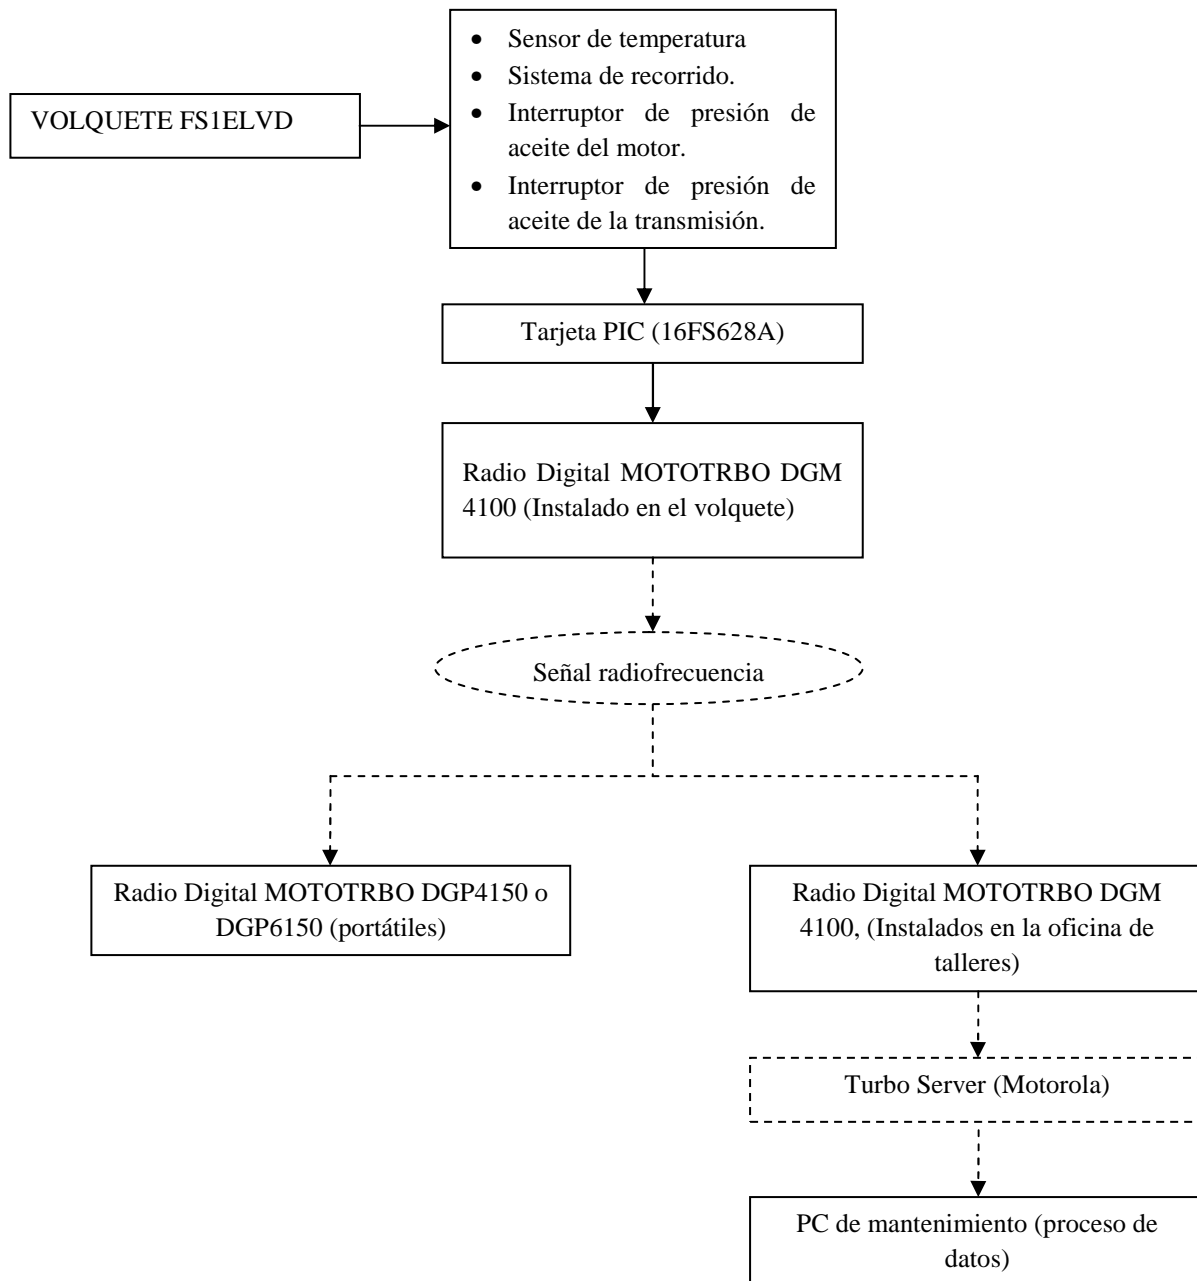 VOLQUETE FS1ELVD
• Sensor de temperatura
• Sistema de recorrido.
• Interruptor de presión de
aceite del motor.
• Interruptor de presión de
aceite de la transmisión.
Tarjeta PIC (16FS628A)
Radio Digital MOTOTRBO DGM
4100 (Instalado en el volquete)
Señal radiofrecuencia
Radio Digital MOTOTRBO DGP4150 o
DGP6150 (portátiles)
Radio Digital MOTOTRBO DGM
4100, (Instalados en la oficina de
talleres)
Turbo Server (Motorola)
PC de mantenimiento (proceso de
datos)